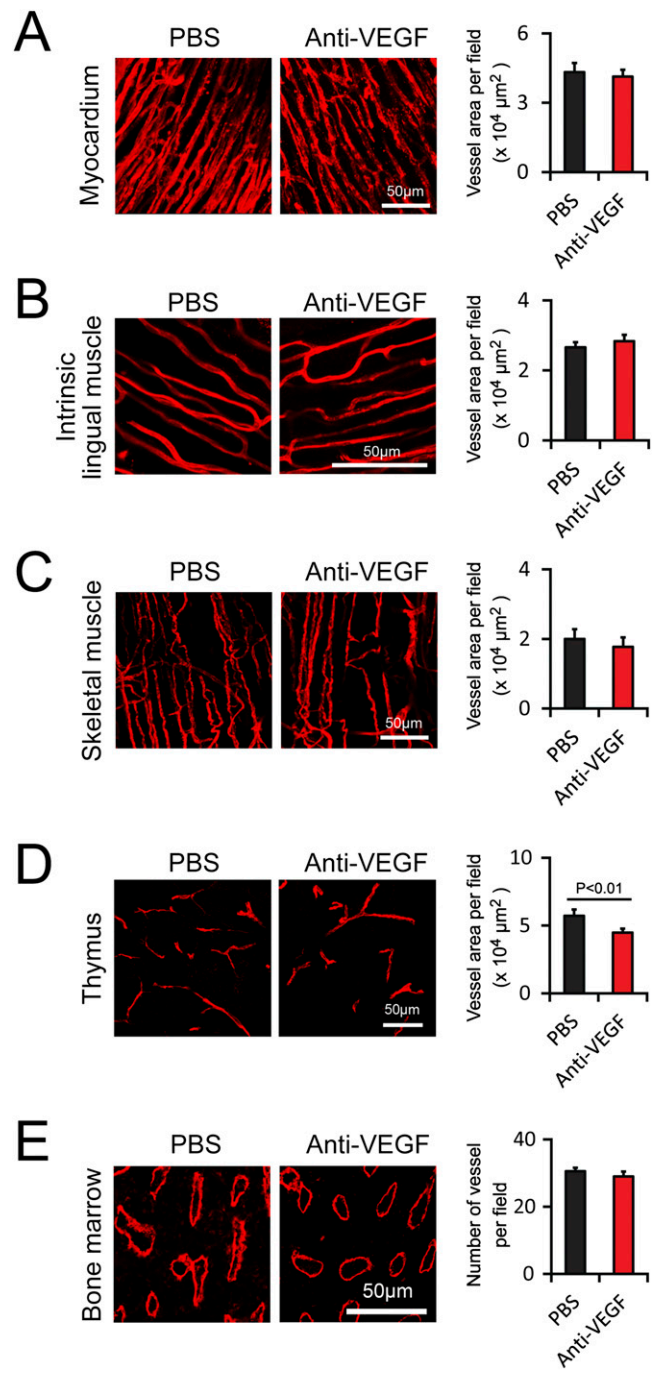 A
PBS
Anti-VEGF
Myocardium
50µm
Vessel area per field
(x 10⁴ µm²)
6
3
0
PBS
Anti-VEGF
B
PBS
Anti-VEGF
Intrinsic
lingual muscle
50µm
Vessel area per field
(x 10⁴ µm²)
4
2
0
PBS
Anti-VEGF
C
PBS
Anti-VEGF
Skeletal muscle
50µm
Vessel area per field
(x 10⁴ µm²)
4
2
0
PBS
Anti-VEGF
D
PBS
Anti-VEGF
Thymus
50µm
Vessel area per field
(x 10⁴ µm²)
10
5
0
P<0.01
PBS
Anti-VEGF
E
PBS
Anti-VEGF
Bone marrow
50µm
Number of vessel
per field
40
20
0
PBS
Anti-VEGF